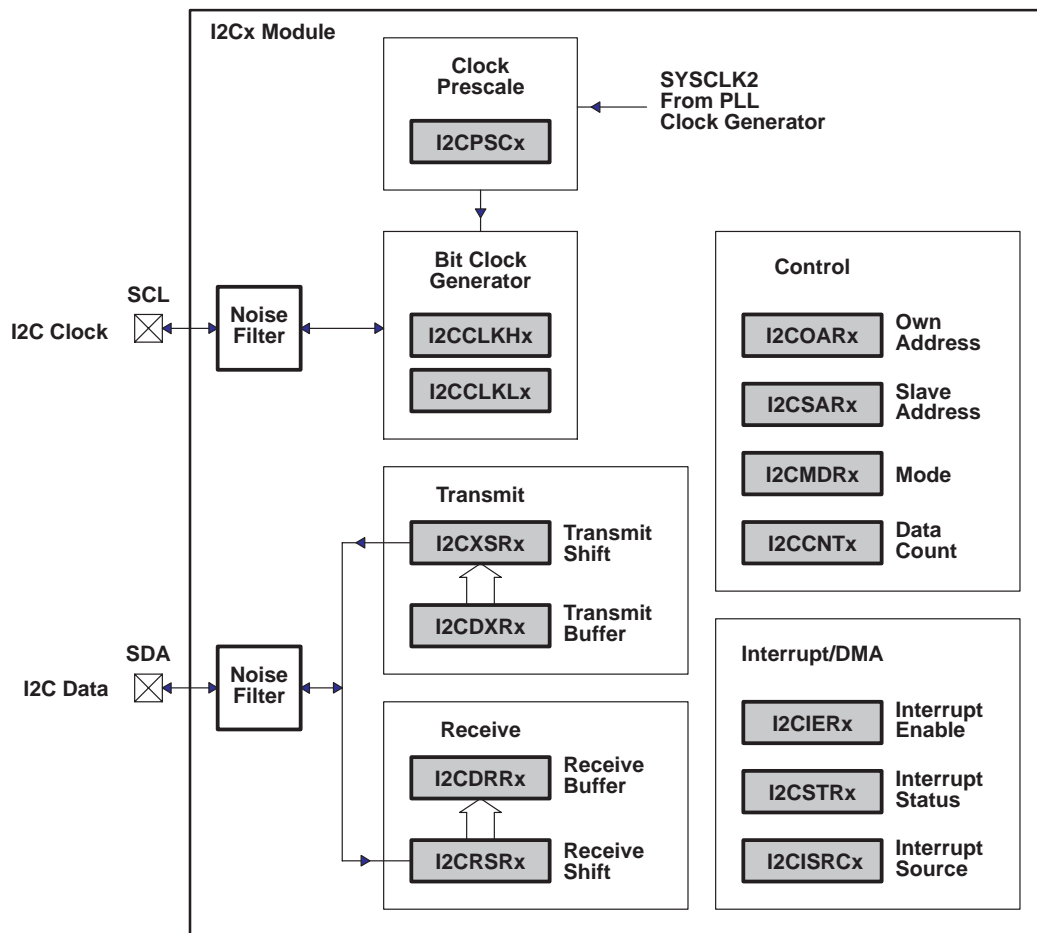 I2Cx Module
Clock
Prescale
I2CPSCx
SYSCLK2
From PLL
Clock Generator
Bit Clock
Generator
I2CCLKHx
I2CCLKLx
SCL
I2C Clock
Noise
Filter
Control
I2COARx
Own
Address
I2CSARx
Slave
Address
I2CMDRx
Mode
I2CCNTx
Data
Count
Transmit
I2CXSRx
Transmit
Shift
I2CDXRx
Transmit
Buffer
SDA
I2C Data
Noise
Filter
Receive
I2CDRRx
Receive
Buffer
I2CRSRx
Receive
Shift
Interrupt/DMA
I2CIERx
Interrupt
Enable
I2CSTRx
Interrupt
Status
I2CISRCx
Interrupt
Source